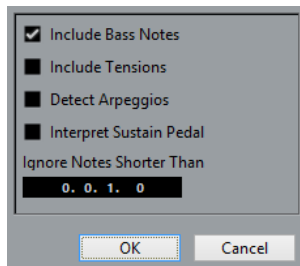 Include Bass Notes
Include Tensions
Detect Arpeggios
Interpret Sustain Pedal
Ignore Notes Shorter Than
0. 0. 1. 0
OK Cancel